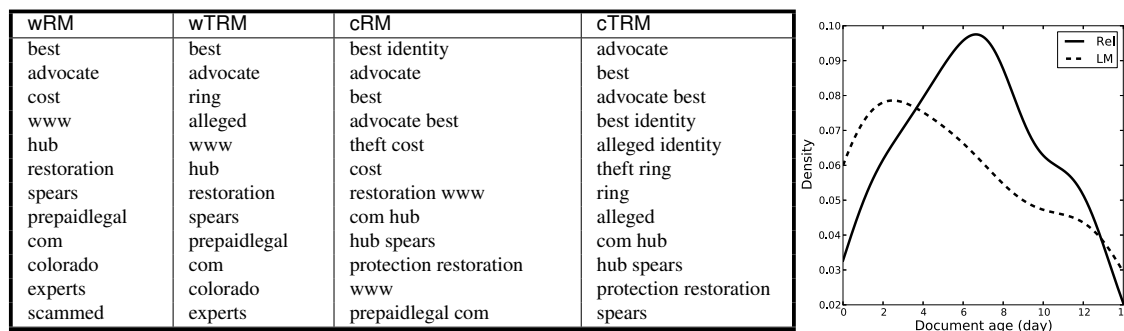 wRM wTRM cRM cTRM
best best best identity advocate
advocate advocate advocate best
cost ring best advocate best
www alleged advocate best best identity
hub www theft cost alleged identity
restoration hub cost theft ring
spears restoration restoration www ring
prepaidlegal spears com hub alleged
com prepaidlegal hub spears com hub
colorado com protection restoration hub spears
experts colorado www protection restoration
scammed experts prepaidlegal com spears
0.10
0.09
0.08
0.07
0.06
0.05
0.04
0.03
0.02
Density
Rel
LM
0 2 4 6 8 10 12 14
Document age (day)